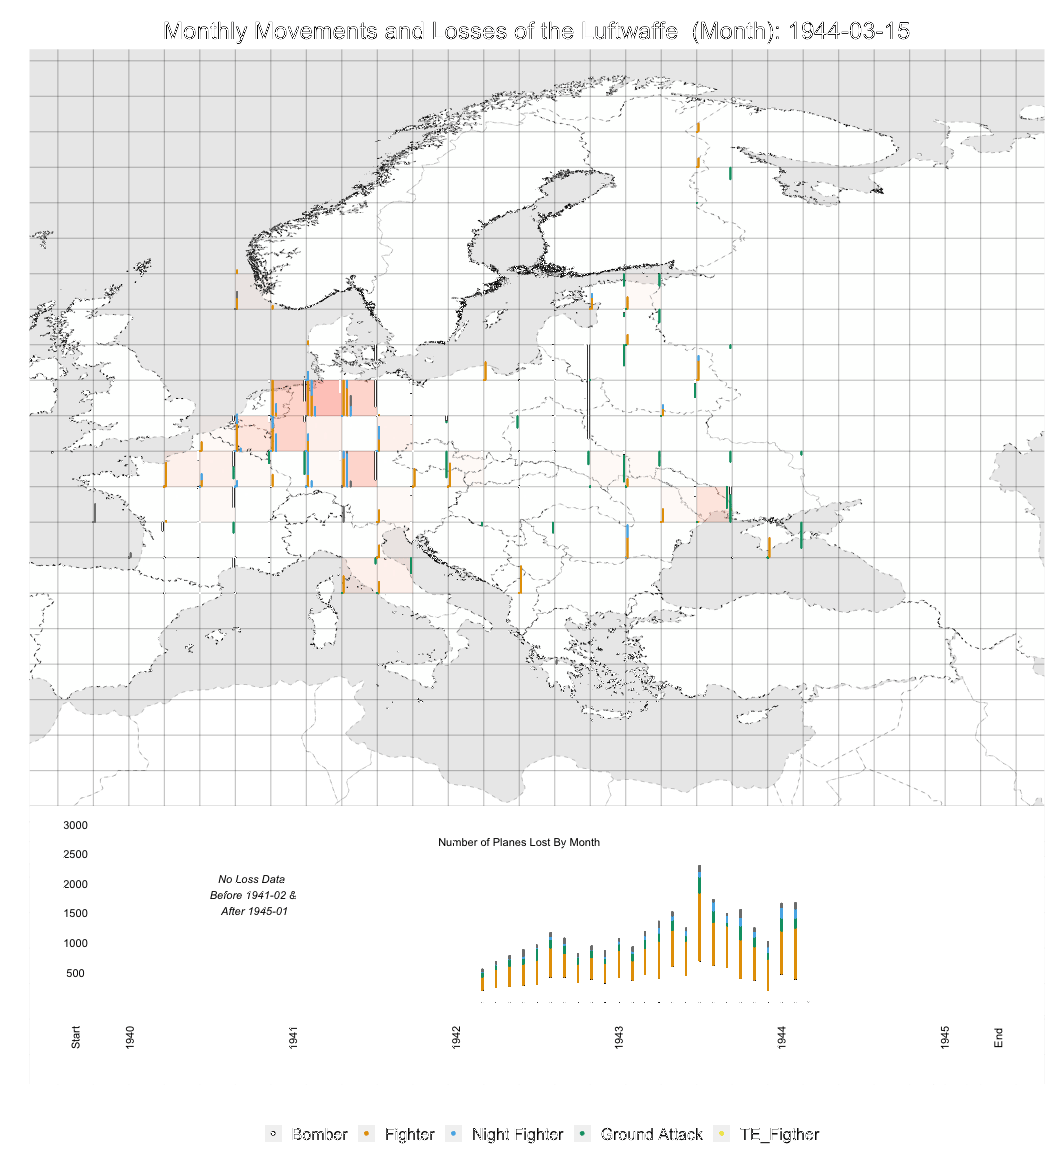 Monthly Movements and Losses of the Luftwaffe  (Month): 1944-03-15
3000
Number of Planes Lost By Month
2500
No Loss Data
2000
Before 1941-02 &
1500
After 1945-01
1000
500
Start
1940
1941
1942
1943
1944
1945
End
Bomber
Fighter
Night Fighter
Ground Attack
TE_Figther